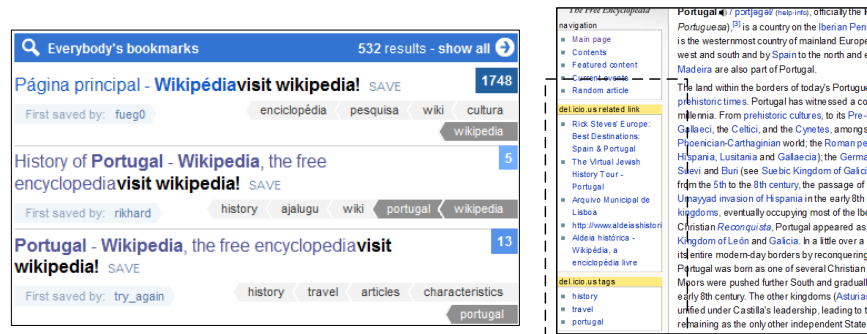 Everybody's bookmarks 532 results - show all
Página principal - Wikipédiavisit wikipedia! SAVE 1748
First saved by: fueg0 enciclopédia pesquisa wiki cultura
wikipedia
History of Portugal - Wikipedia, the free 5
encyclopediavisit wikipedia! SAVE
First saved by: rikhard history ajalugu wiki portugal wikipedia
Portugal - Wikipedia, the free encyclopediavisit 13
wikipedia! SAVE
First saved by: try_again history travel articles characteristics
portugal
The Free Encyclopedia
navigation
Main page
Contents
Featured content
Current events
Random article
del.icio.us related link
Rick Steves' Europe:
Best Destinations:
Spain & Portugal
The Virtual Jewish
History Tour -
Portugal
Arquivo Municipal de
Lisboa
http://www.aldeiashistori
Aldeia histórica -
Wikipédia, a
enciclopédia livre
del.icio.us tags
history
travel
portugal
Portugal /ˈpɔrtʃəɡəl/ (help·info), officially the
Portuguesa),[3] is a country on the Iberian Pen
is the westernmost country of mainland Europe
west and south and by Spain to the north and e
Madeira are also part of Portugal.
The land within the borders of today's Portugue
prehistoric times. Portugal has witnessed a co
millennia. From prehistoric cultures, to its Pre-
Gallaeci, the Celtici, and the Cynetes, amongs
Phoenician-Carthaginian world; the Roman pe
Hispania, Lusitania and Gallaecia); the Germa
Suevi and Buri (see Suebic Kingdom of Galici
from the 5th to the 8th century, the passage of
Umayyad invasion of Hispania in the early 8th
kingdoms, eventually occupying most of the Ibe
Christian Reconquista, Portugal appeared as
Kingdom of León and Galicia. In a little over a
its entire modern-day borders by reconquering
Portugal was born as one of several Christian
Moors were pushed further South and graduall
early 8th century. The other kingdoms (Asturias
unified under Castilla's leadership, leading to
remaining as the only other independent State